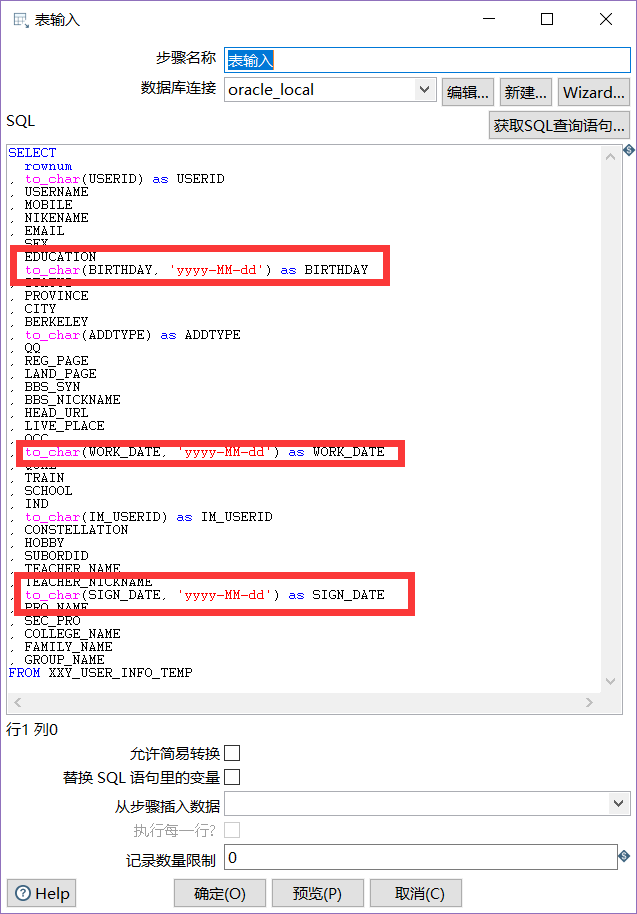 表输入
步骤名称 表输入
数据库连接 oracle_local 编辑... 新建... Wizard...
SQL 获取SQL查询语句...
SELECT
rownum
, to_char(USERID) as USERID
, USERNAME
, MOBILE
, NIKENAME
, EMAIL
, SEX
EDUCATION
to_char(BIRTHDAY, 'yyyy-MM-dd') as BIRTHDAY
, PROVINCE
, CITY
, BERKELEY
, to_char(ADDTYPE) as ADDTYPE
, QQ
, REG_PAGE
, LAND_PAGE
, BBS_SYN
, BBS_NICKNAME
, HEAD_URL
, LIVE_PLACE
, OCC
, to_char(WORK_DATE, 'yyyy-MM-dd') as WORK_DATE
, TRAIN
, SCHOOL
, IND
, to_char(IM_USERID) as IM_USERID
, CONSTELLATION
, HOBBY
, SUBORDID
, TEACHER_NAME
, TEACHER_NICKNAME
, to_char(SIGN_DATE, 'yyyy-MM-dd') as SIGN_DATE
, PRO_NAME
, SEC_PRO
, COLLEGE_NAME
, FAMILY_NAME
, GROUP_NAME
FROM XXY_USER_INFO_TEMP
行1 列0
允许简易转换
替换 SQL 语句里的变量
从步骤插入数据
执行每一行?
记录数量限制 0
Help 确定(O) 预览(P) 取消(C)